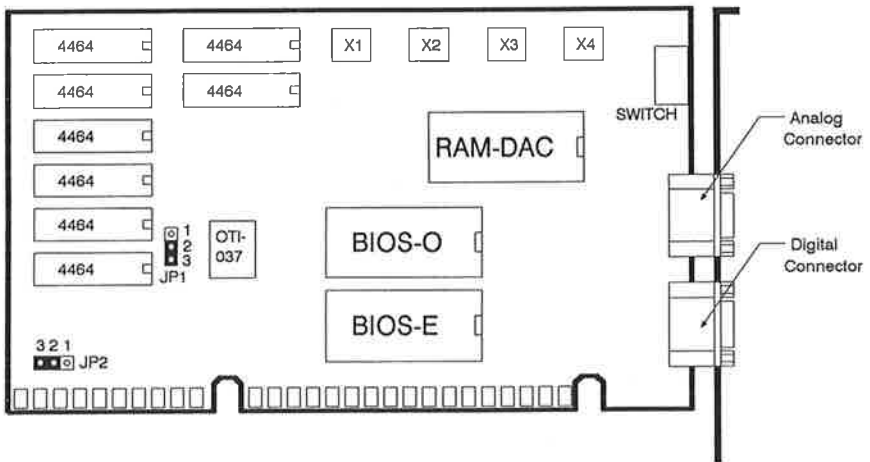 4464
4464
X1
X2
X3
X4
4464
4464
SWITCH
Analog
Connector
4464
RAM-DAC
4464
4464
1
2
3
JP1
OTI-
037
BIOS-O
Digital
Connector
4464
BIOS-E
3 2 1
JP2